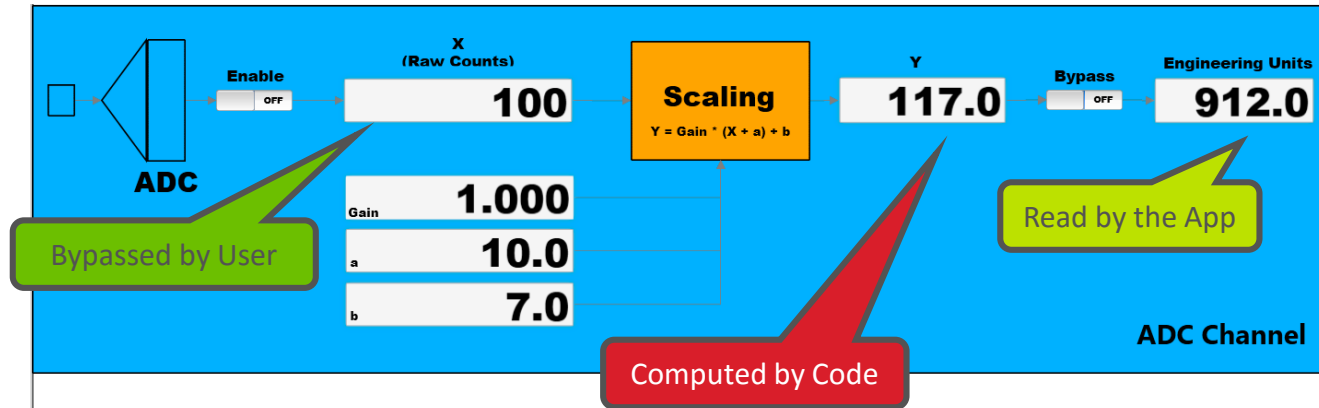 X
(Raw Counts)
Enable
OFF
100
ADC
Scaling
Y = Gain * (X + a) + b
Y
117.0
Bypass
OFF
Engineering Units
912.0
Gain 1.000
a 10.0
b 7.0
Bypassed by User
Computed by Code
Read by the App
ADC Channel